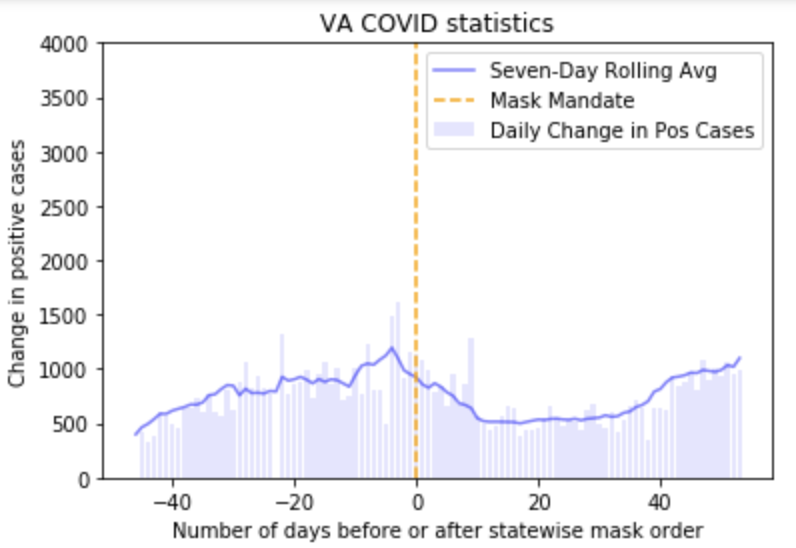 VA COVID statistics
4000
3500
3000
2500
2000
1500
1000
500
0
Change in positive cases
Seven-Day Rolling Avg
Mask Mandate
Daily Change in Pos Cases
−40
−20
0
20
40
Number of days before or after statewise mask order